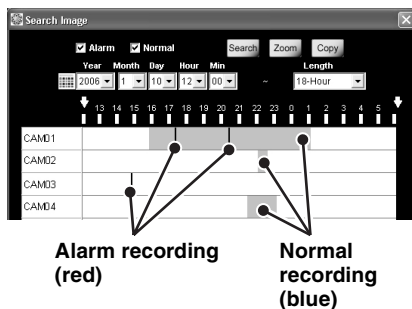 Search Image
Alarm Normal Search Zoom Copy
Year Month Day Hour Min Length
2006 1 10 12 00 ~ 18-Hour
13 14 15 16 17 18 19 20 21 22 23 0 1 2 3 4 5
CAM01
CAM02
CAM03
CAM04
Alarm recording
(red)
Normal
recording
(blue)